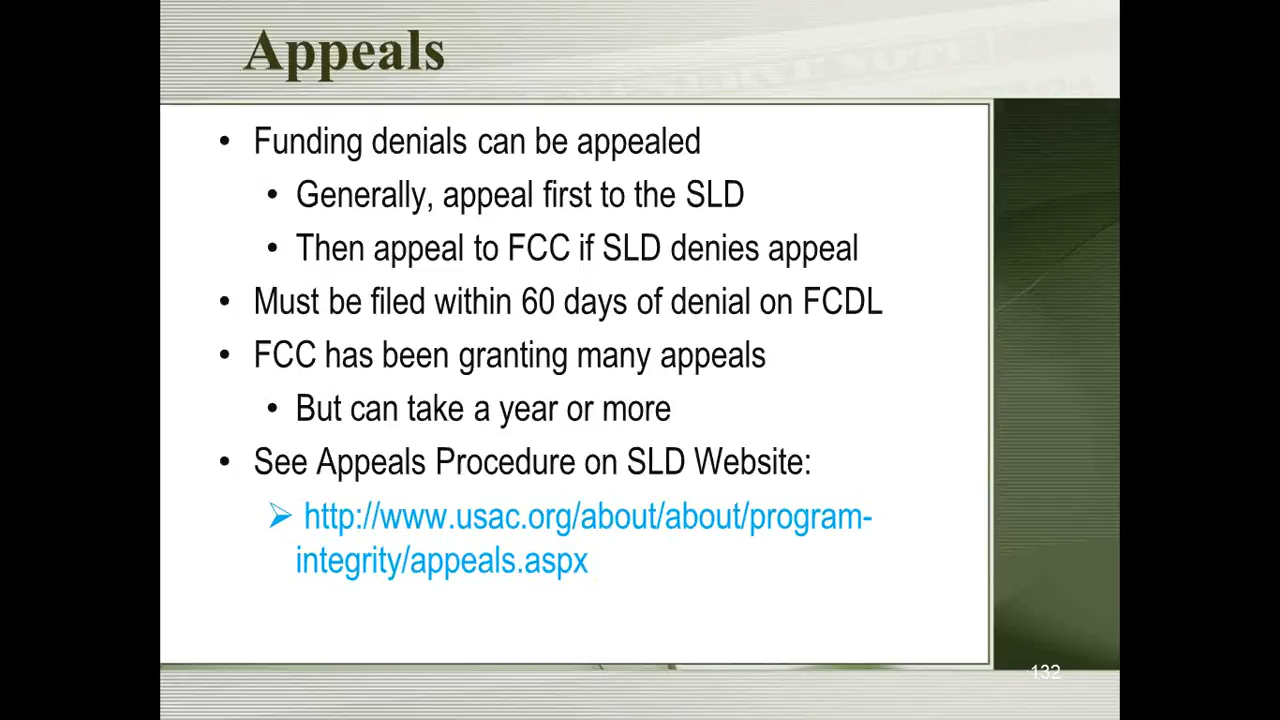 Appeals
• Funding denials can be appealed
• Generally, appeal first to the SLD
• Then appeal to FCC if SLD denies appeal
• Must be filed within 60 days of denial on FCDL
• FCC has been granting many appeals
• But can take a year or more
• See Appeals Procedure on SLD Website:
➢ http://www.usac.org/about/about/program-
integrity/appeals.aspx
132